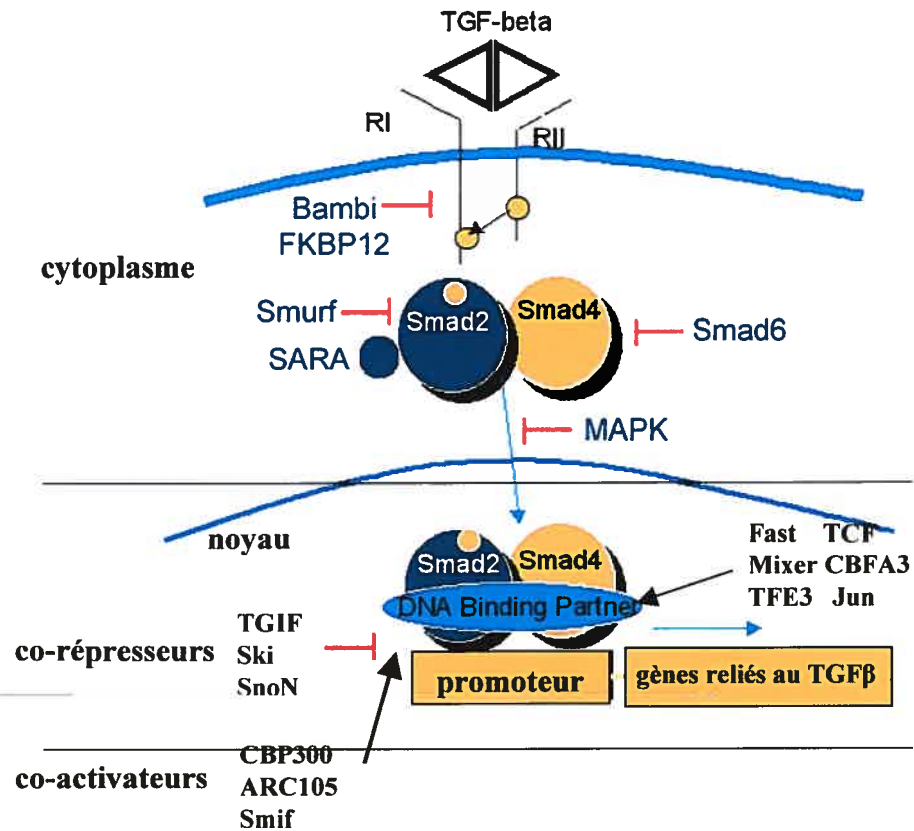 TGF-beta
RI
RII
Bambi
FKBP12
cytoplasme
Smurf
Smad2
Smad4
Smad6
SARA
MAPK
noyau
Smad2
Smad4
Fast TCF
Mixer CBFA3
TFE3 Jun
DNA Binding Partner
TGIF
co-répresseurs
Ski
SnoN
promoteur
gènes reliés au TGFβ
CBP300
co-activateurs
ARC105
Smif